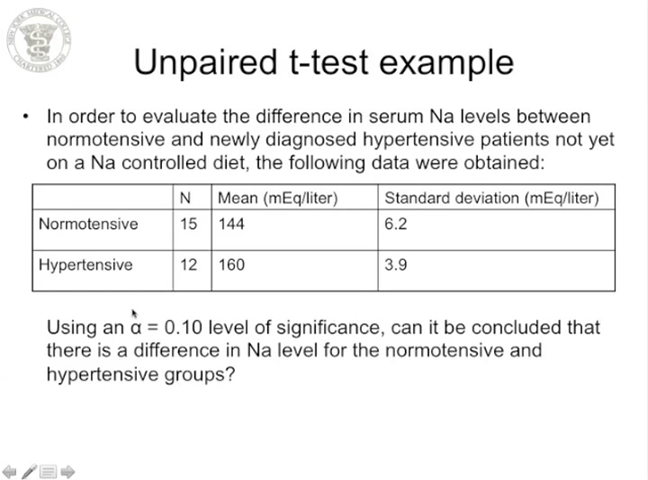 Unpaired t-test example
• In order to evaluate the difference in serum Na levels between
normotensive and newly diagnosed hypertensive patients not yet
on a Na controlled diet, the following data were obtained:
N Mean (mEq/liter) Standard deviation (mEq/liter)
Normotensive 15 144 6.2
Hypertensive 12 160 3.9
Using an α = 0.10 level of significance, can it be concluded that
there is a difference in Na level for the normotensive and
hypertensive groups?